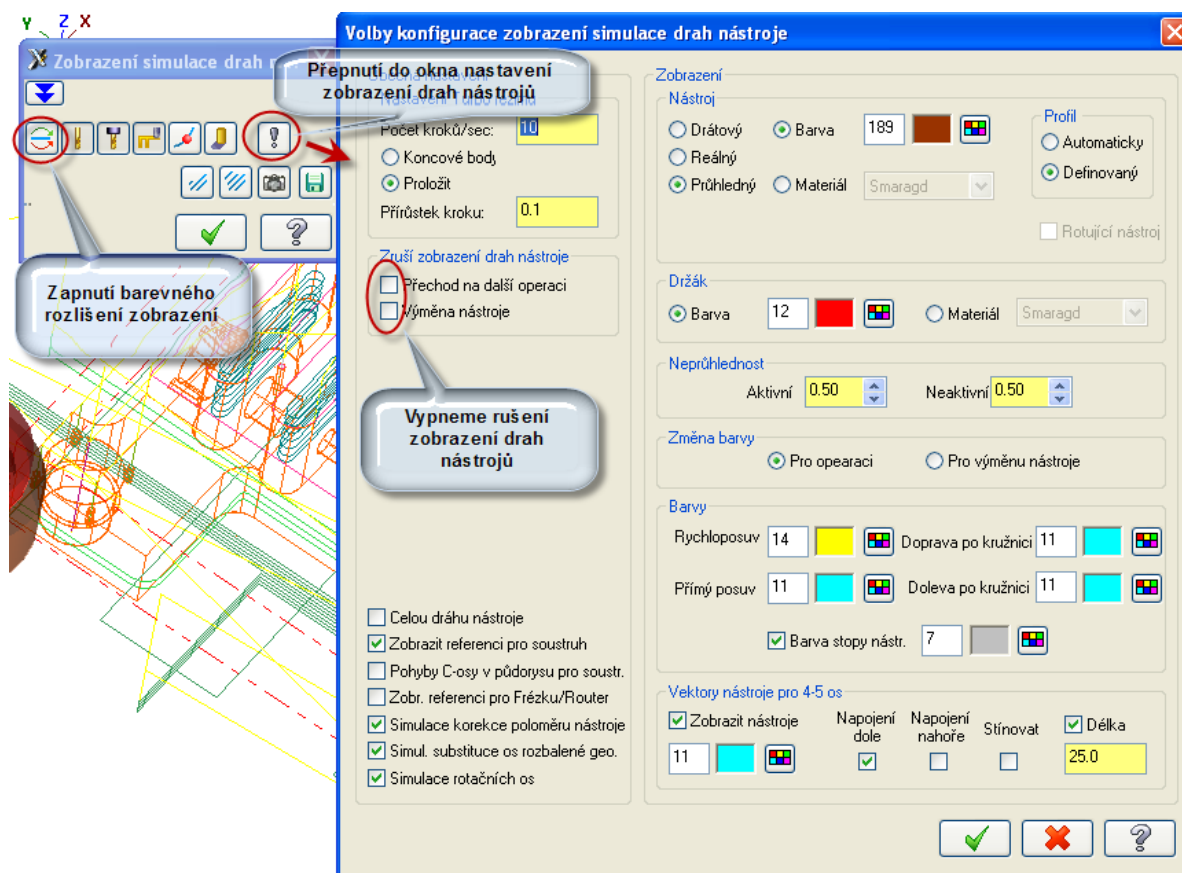 Y Z X
Zobrazení simulace drah n
Zapnutí barevného
rozlišení zobrazení
Volby konfigurace zobrazení simulace drah nástroje
Přepnutí do okna nastavení
zobrazení drah nástrojů
Počet kroků/sec: 10
Koncové body
Proložit
Přírůstek kroku: 0.1
Zruší zobrazení drah nástroje
Přechod na další operaci
Výměna nástroje
Vypneme rušení
zobrazení drah
nástrojů
Celou dráhu nástroje
Zobrazit referenci pro soustruh
Pohyby C-osy v půdorysu pro soustr.
Zobr. referenci pro Frézku/Router
Simulace korekce poloměru nástroje
Simul. substituce os rozbalené geo.
Simulace rotačních os
Zobrazení
Nástroj
Drátový Barva 189
Reálný
Průhledný Materiál Smaragd
Profil
Automaticky
Definovaný
Rotující nástroj
Držák
Barva 12 Materiál Smaragd
Neprůhlednost
Aktivní 0.50 Neaktivní 0.50
Změna barvy
Pro opearaci Pro výměnu nástroje
Barvy
Rychloposuv 14 Doprava po kružnici 11
Přímý posuv 11 Doleva po kružnici 11
Barva stopy nástr. 7
Vektory nástroje pro 4-5 os
Zobrazit nástroje
11
Napojení
dole
Napojení
nahoře
Stínovat
Délka
25.0